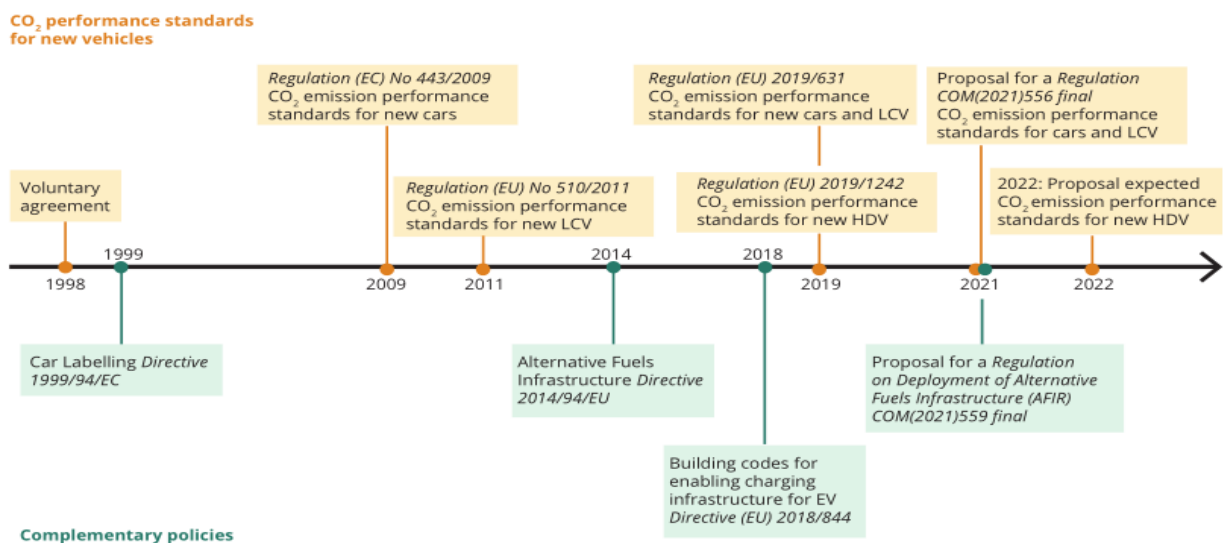 CO₂ performance standards
for new vehicles
Regulation (EC) No 443/2009
CO₂ emission performance
standards for new cars
Regulation (EU) 2019/631
CO₂ emission performance
standards for new cars and LCV
Proposal for a Regulation
COM(2021)556 final
CO₂ emission performance
standards for cars and LCV
Voluntary
agreement
Regulation (EU) No 510/2011
CO₂ emission performance
standards for new LCV
Regulation (EU) 2019/1242
CO₂ emission performance
standards for new HDV
2022: Proposal expected
CO₂ emission performance
standards for new HDV
1999
2014
2018
1998
2009
2011
2019
2021
2022
Car Labelling Directive
1999/94/EC
Alternative Fuels
Infrastructure Directive
2014/94/EU
Proposal for a Regulation
on Deployment of Alternative
Fuels Infrastructure (AFIR)
COM(2021)559 final
Building codes for
enabling charging
infrastructure for EV
Directive (EU) 2018/844
Complementary policies